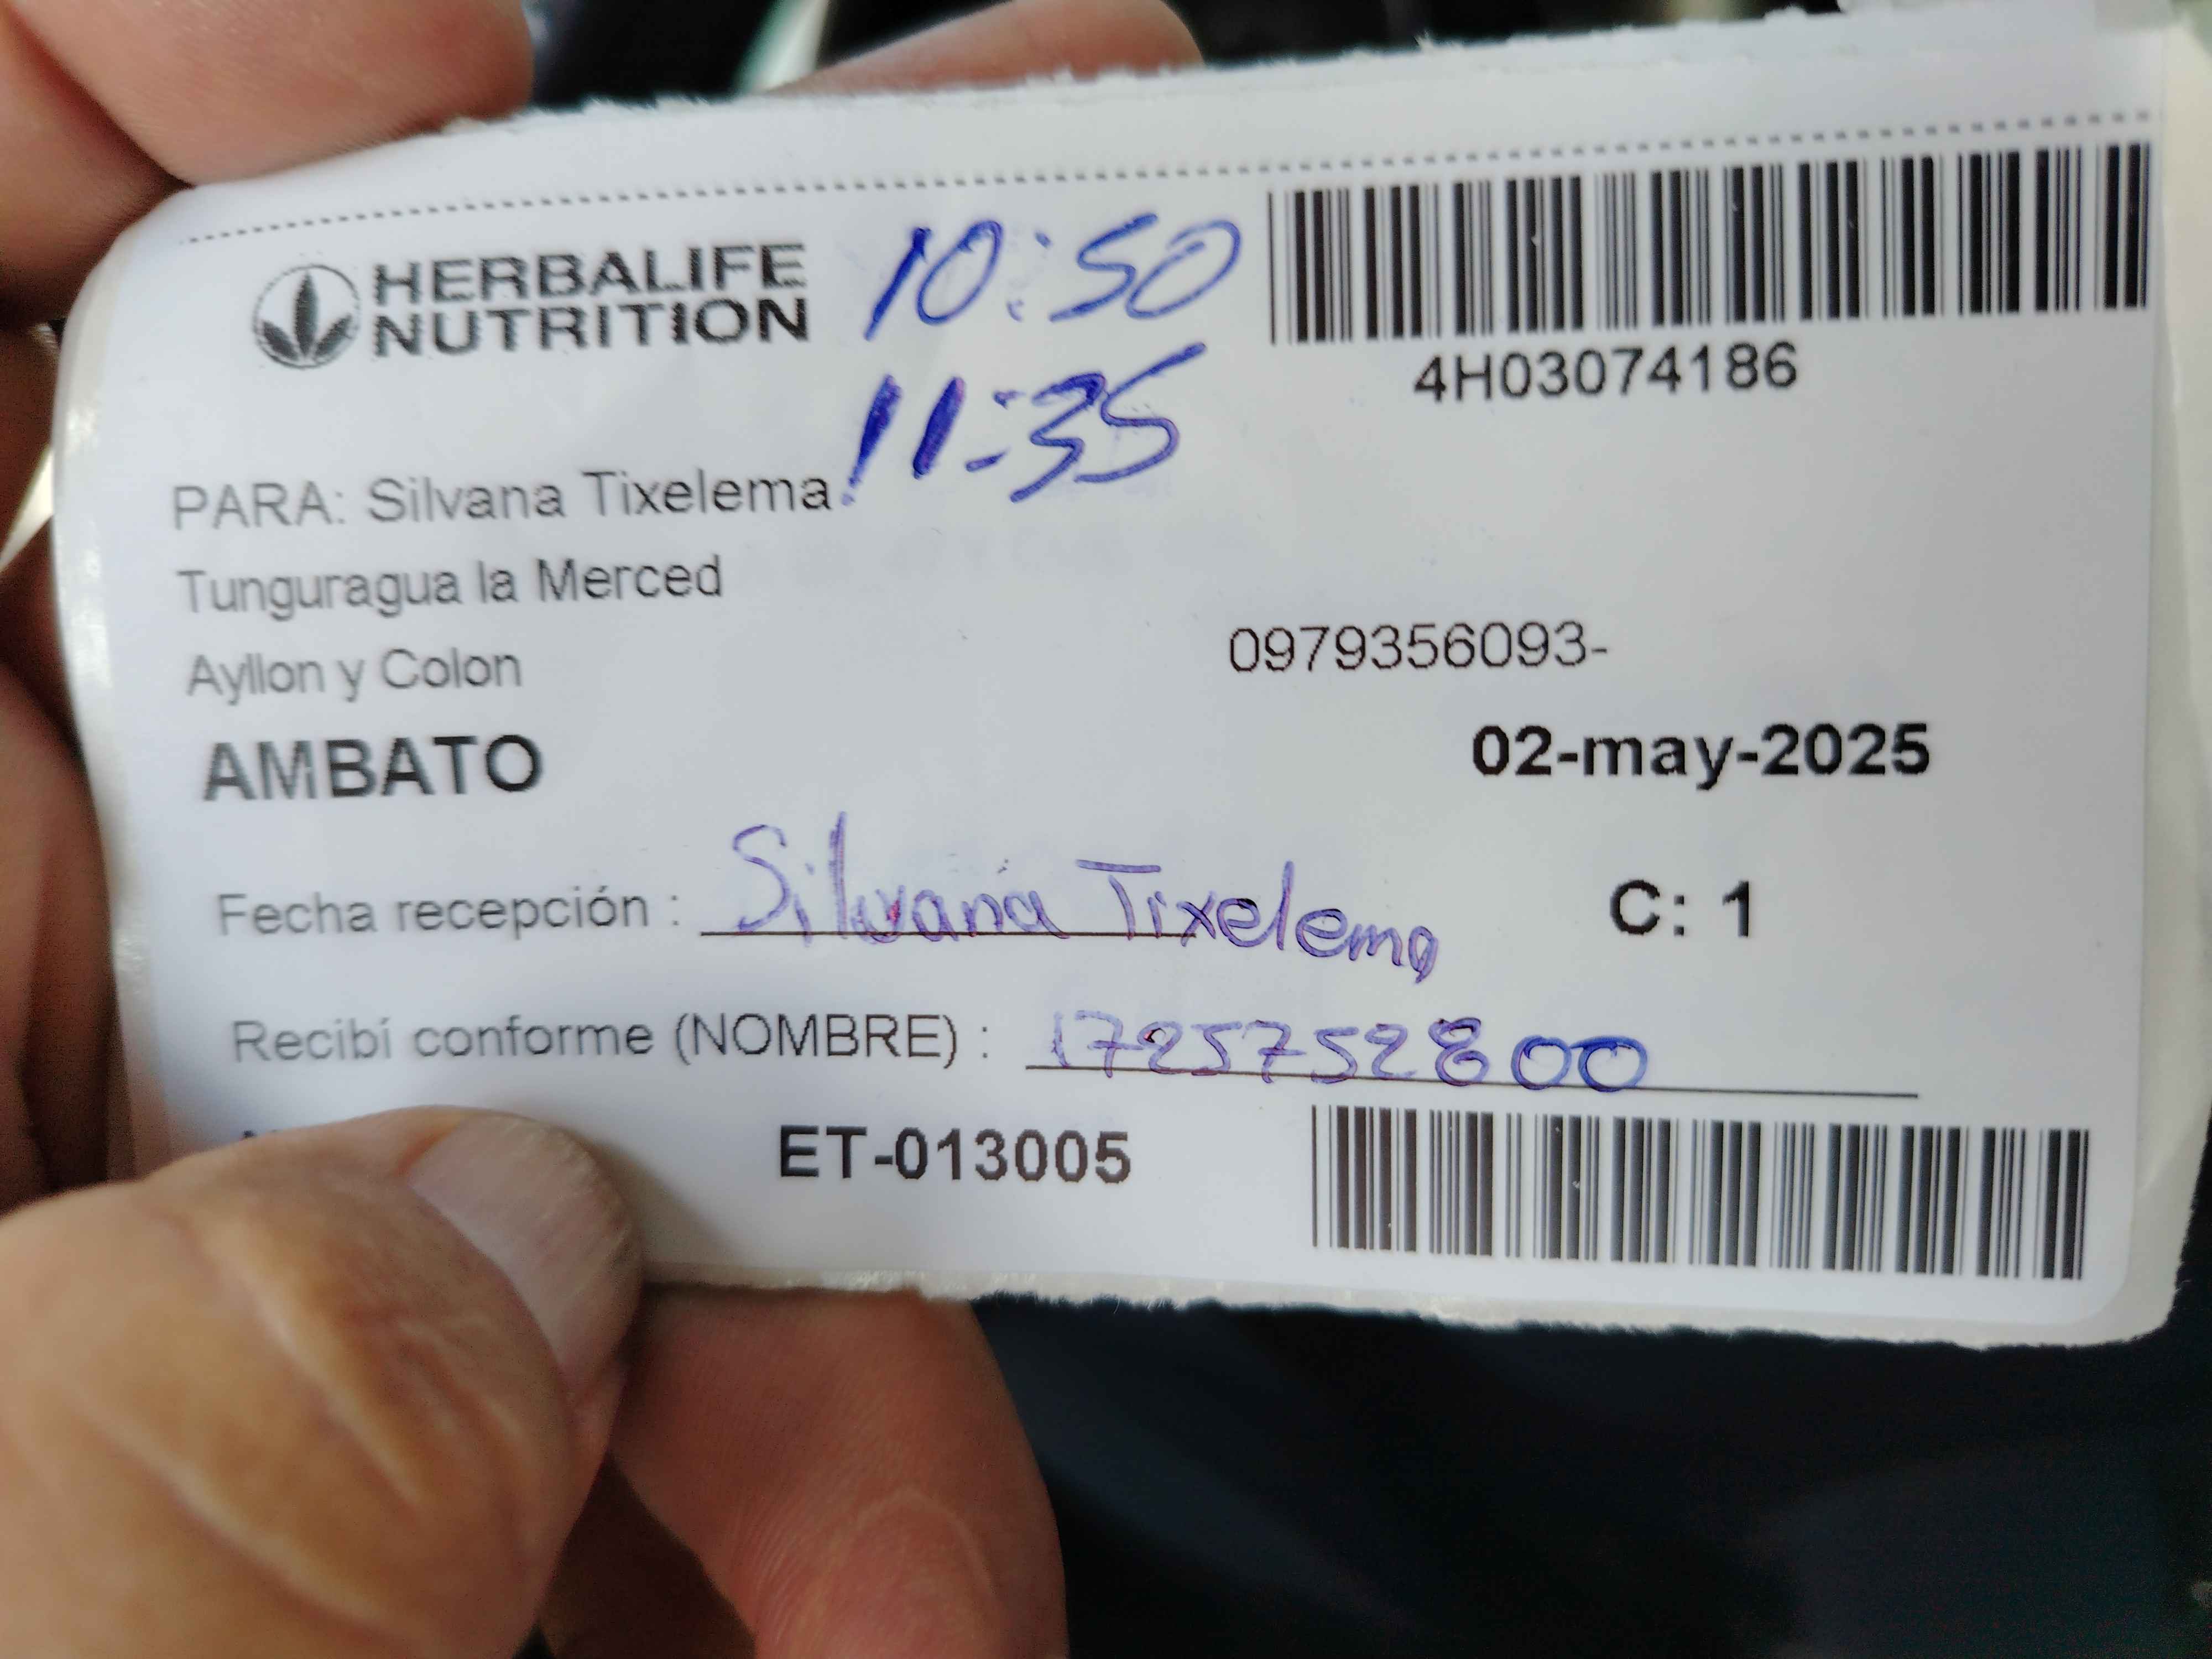 HERBALIFE
NUTRITION
10:50
11:35
4H03074186
PARA: Silvana Tixelema
Tunguragua la Merced
Ayllon y Colon
0979356093-
AMBATO
02-may-2025
Fecha recepción : Silvana Tixelema
C: 1
Recibí conforme (NOMBRE) : 1725752800
ET-013005